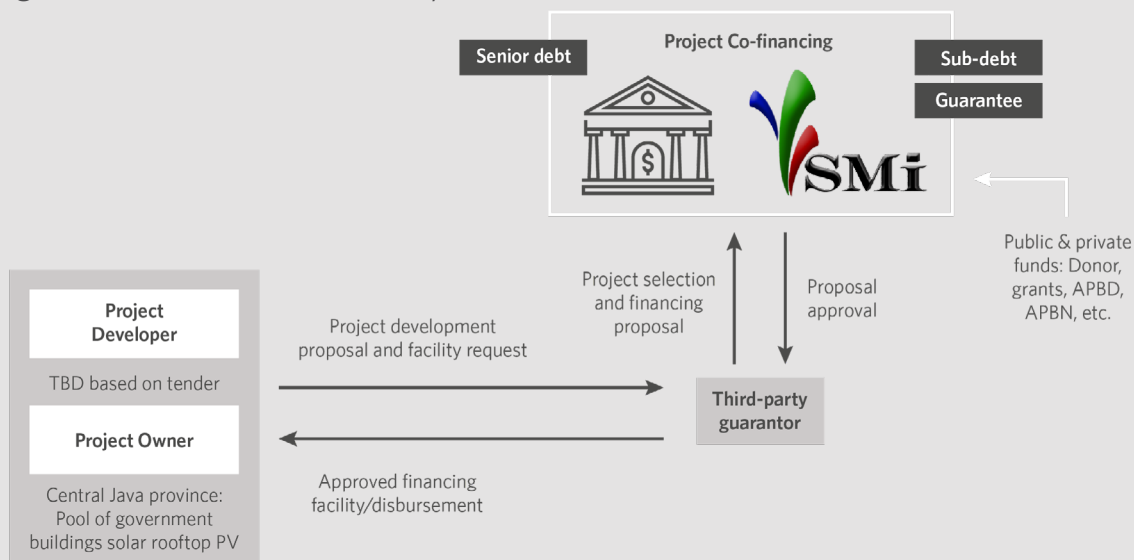 Project Co-financing
Senior debt
Sub-debt
Guarantee
$
SMi
Public & private
funds: Donor,
grants, APBD,
APBN, etc.
Project selection
and financing
proposal
Proposal
approval
Project
Developer
TBD based on tender
Project Owner
Central Java province:
Pool of government
buildings solar rooftop PV
Project development
proposal and facility request
Third-party
guarantor
Approved financing
facility/disbursement